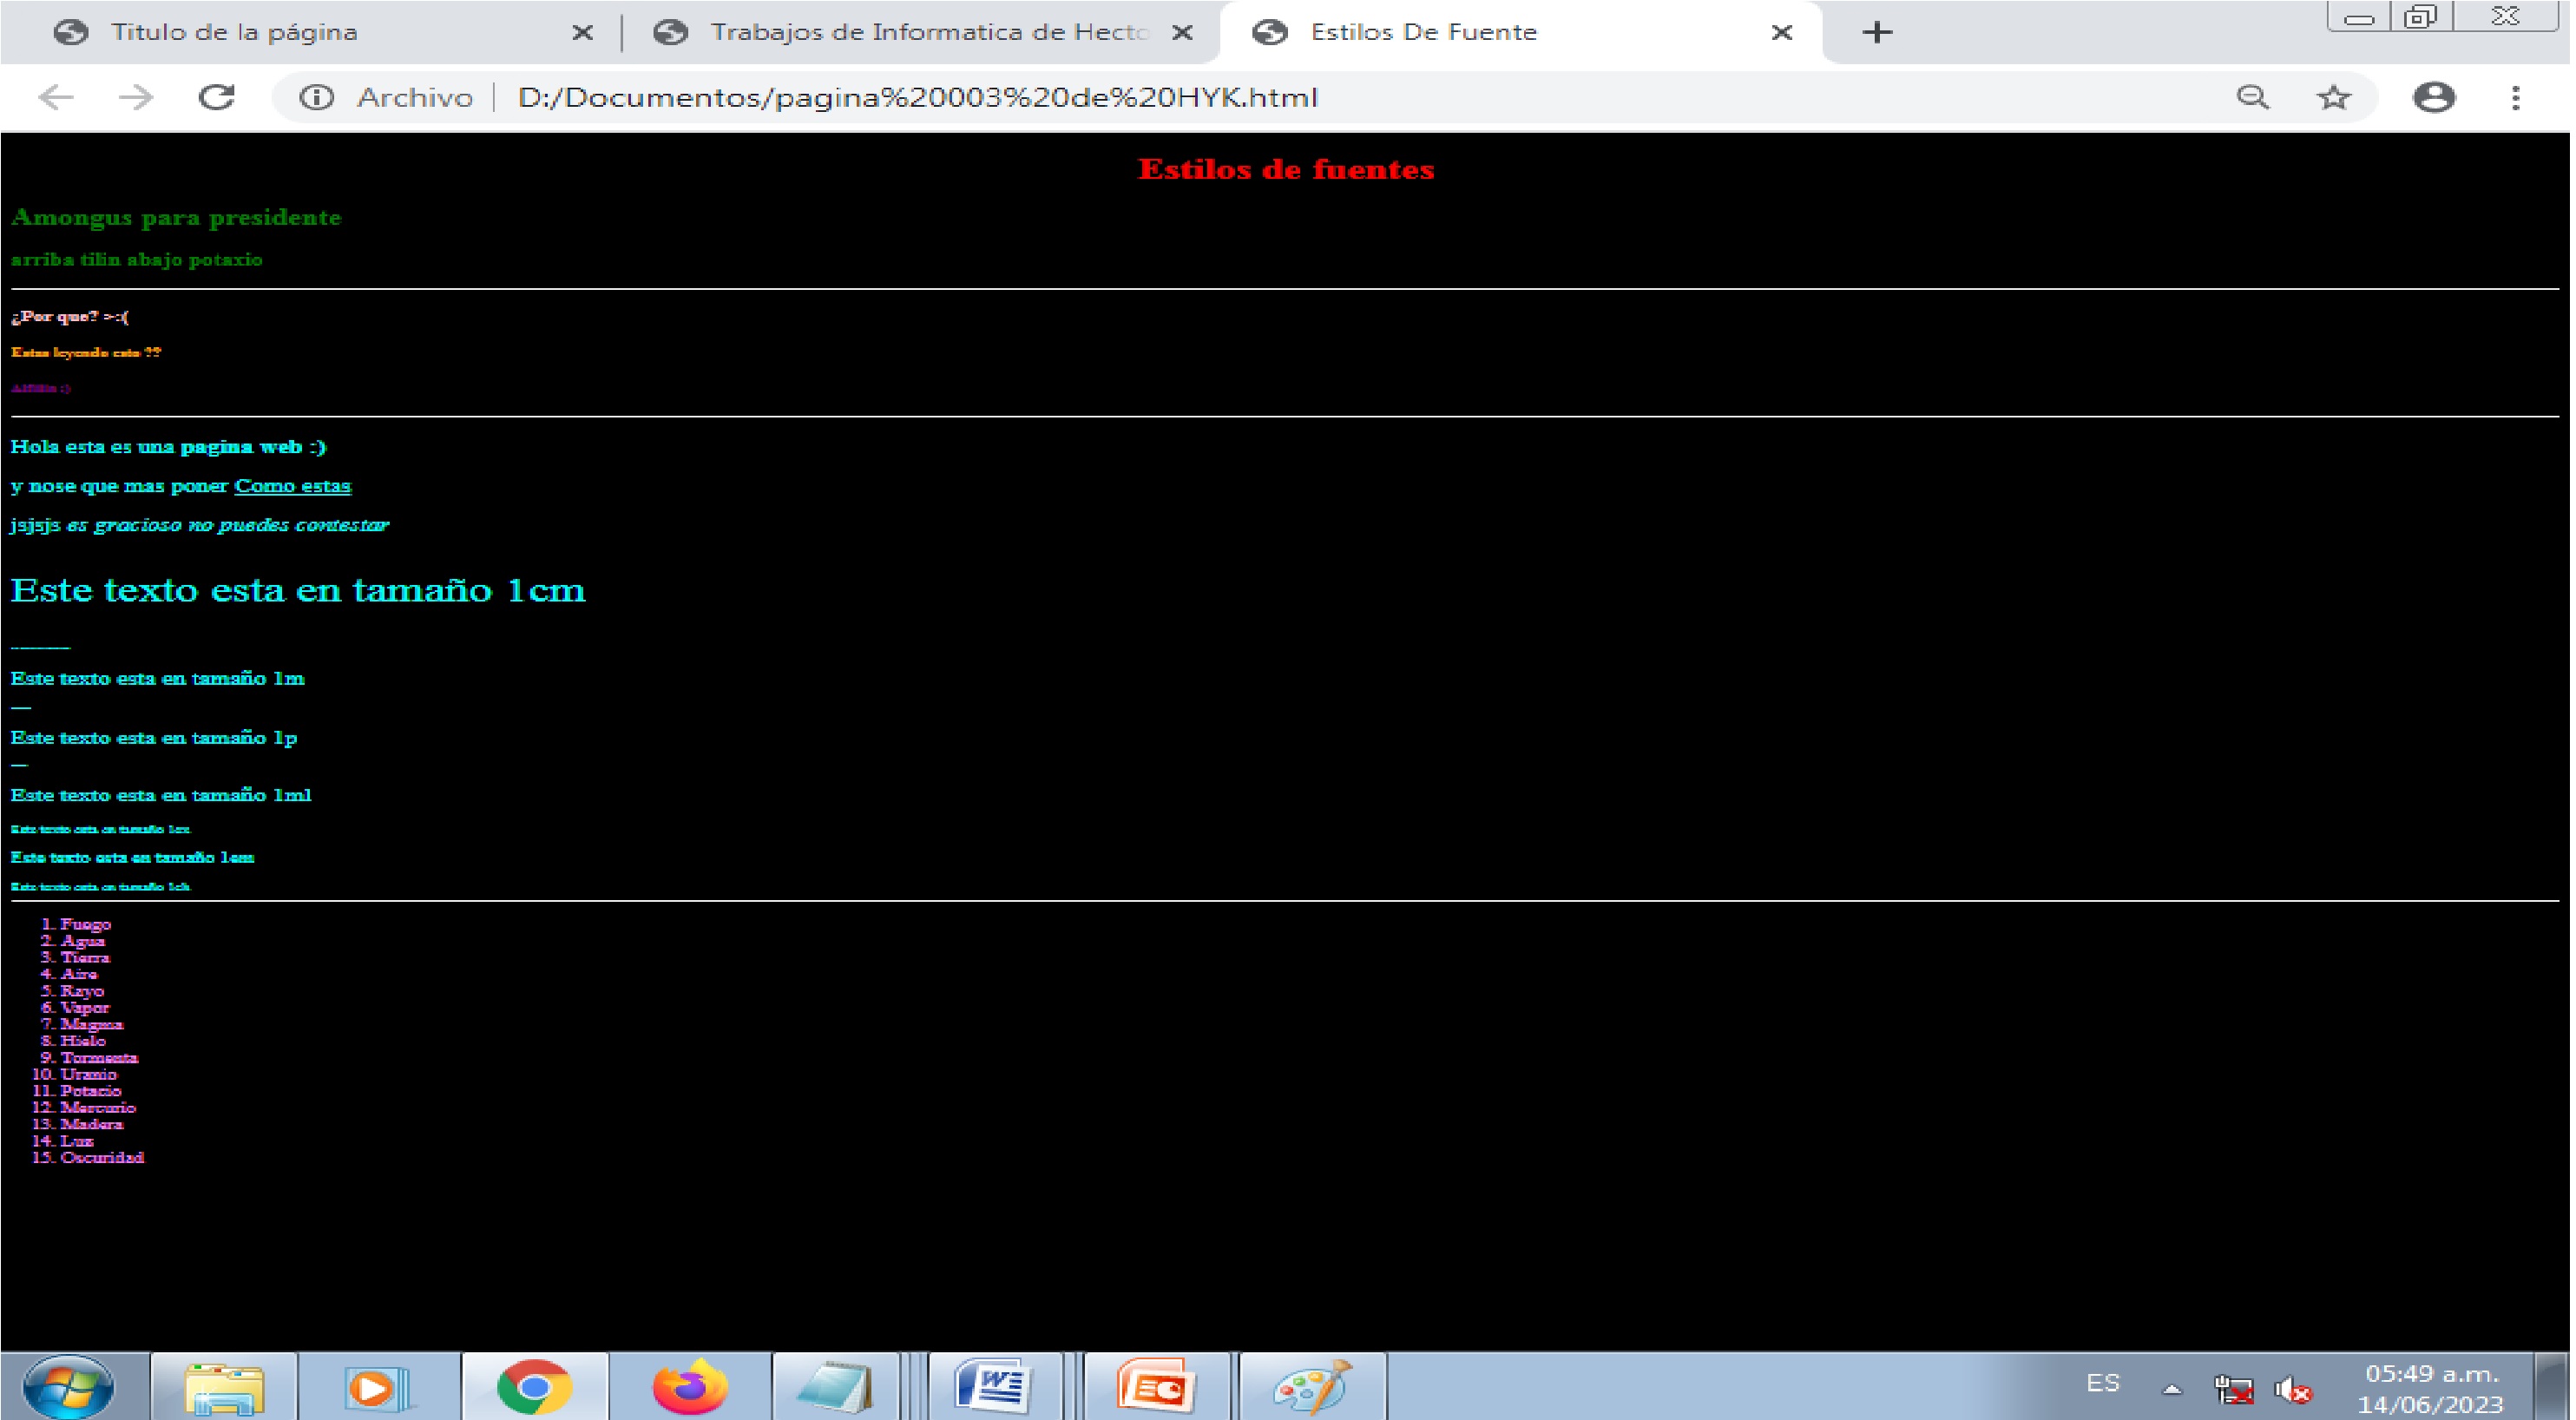 Titulo de la página
Trabajos de Informatica de Hecto
Estilos De Fuente
Archivo
D:/Documentos/pagina%20003%20de%20HYK.html
Estilos de fuentes
Amongus para presidente
arriba tilin abajo potaxio
¿Por que? >:(
Estas leyendo esto ??
Hola esta es una pagina web :)
y nose que mas poner Como estas
jsjsjs es gracioso no puedes contestar
Este texto esta en tamaño 1cm
Este texto esta en tamaño 1m
Este texto esta en tamaño 1p
Este texto esta en tamaño 1ml
Este texto esta en tamaño 1ex
Este texto esta en tamaño 1em
Este texto esta en tamaño 1ch
1. Fuego
2. Agua
3. Tierra
4. Aire
5. Rayo
6. Vapor
7. Magma
8. Hielo
9. Tormenta
10. Uranio
11. Potacio
12. Mercurio
13. Madera
14. Luz
15. Oscuridad
ES
05:49 a.m.
14/06/2023